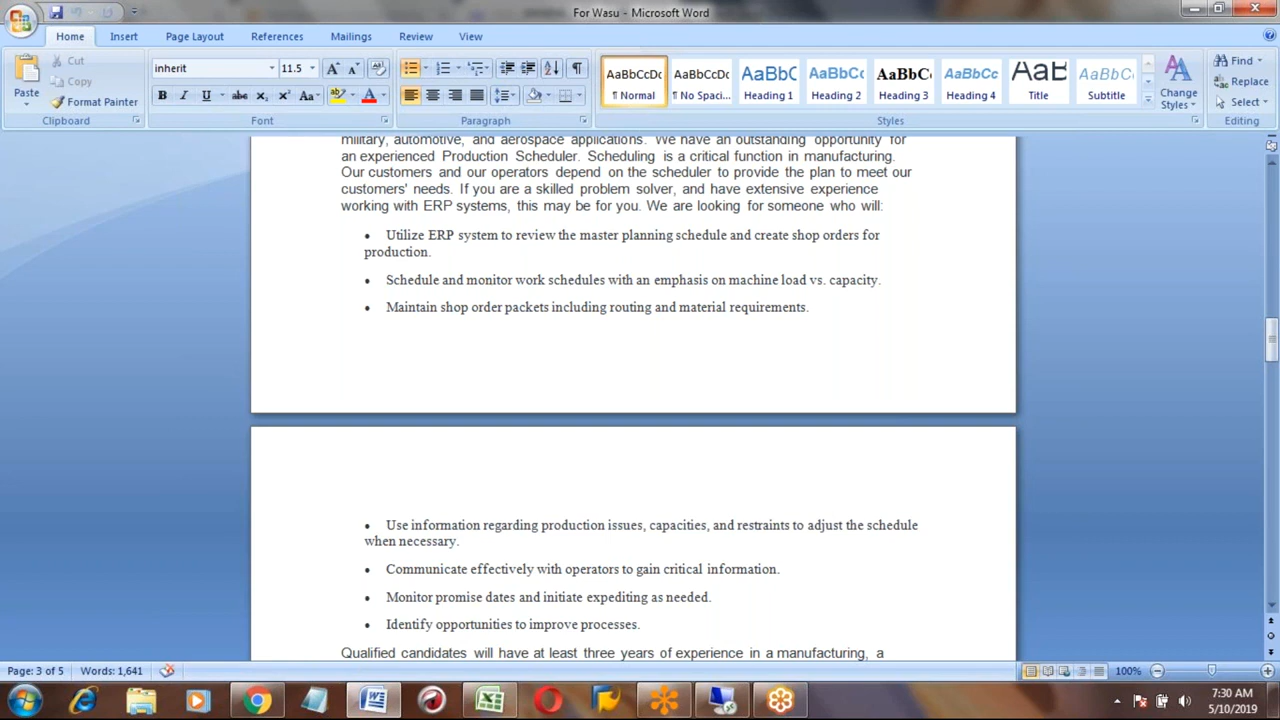 For Wasu - Microsoft Word
Home Insert Page Layout References Mailings Review View
Paste
Cut
Copy
Format Painter
Clipboard
inherit 11.5
B I U abc x₂ x² Aa
Font
Paragraph
AaBbCcDc AaBbCcDc AaBbC AaBbCc AaBbC AaBbCc AaB AaBbCc
¶ Normal ¶ No Spaci... Heading 1 Heading 2 Heading 3 Heading 4 Title Subtitle
Change
Styles
Styles
Find
Replace
Select
Editing
military, automotive, and aerospace applications. We have an outstanding opportunity for
an experienced Production Scheduler. Scheduling is a critical function in manufacturing.
Our customers and our operators depend on the scheduler to provide the plan to meet our
customers' needs. If you are a skilled problem solver, and have extensive experience
working with ERP systems, this may be for you. We are looking for someone who will:
• Utilize ERP system to review the master planning schedule and create shop orders for
production.
• Schedule and monitor work schedules with an emphasis on machine load vs. capacity.
• Maintain shop order packets including routing and material requirements.
• Use information regarding production issues, capacities, and restraints to adjust the schedule
when necessary.
• Communicate effectively with operators to gain critical information.
• Monitor promise dates and initiate expediting as needed.
• Identify opportunities to improve processes.
Qualified candidates will have at least three years of experience in a manufacturing, a
Page: 3 of 5 Words: 1,641 100%
7:30 AM
5/10/2019